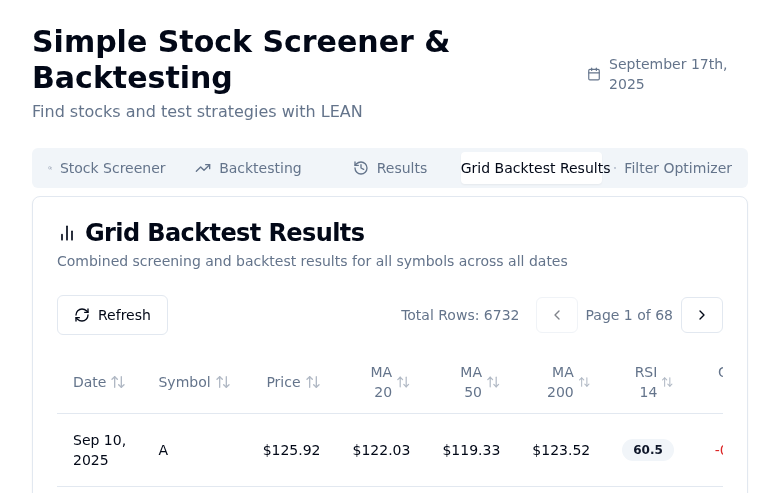 Simple Stock Screener &
Backtesting
September 17th,
2025
Find stocks and test strategies with LEAN
Stock Screener Backtesting Results Grid Backtest Results Filter Optimizer
Grid Backtest Results
Combined screening and backtest results for all symbols across all dates
Refresh Total Rows: 6732 Page 1 of 68
Date Symbol Price MA 20 MA 50 MA 200 RSI 14
Sep 10, 2025 A $125.92 $122.03 $119.33 $123.52 60.5